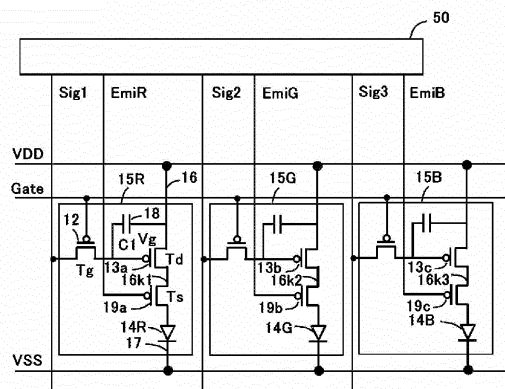 50
Sig1 EmiR Sig2 EmiG Sig3 EmiB
VDD
Gate 15R 16 15G 15B
12 18
C1 Vg
Tg 13a Td 13b 13c
16k1 16k2 16k3
19a Ts 19b 19c
14R 14G 14B
17
VSS